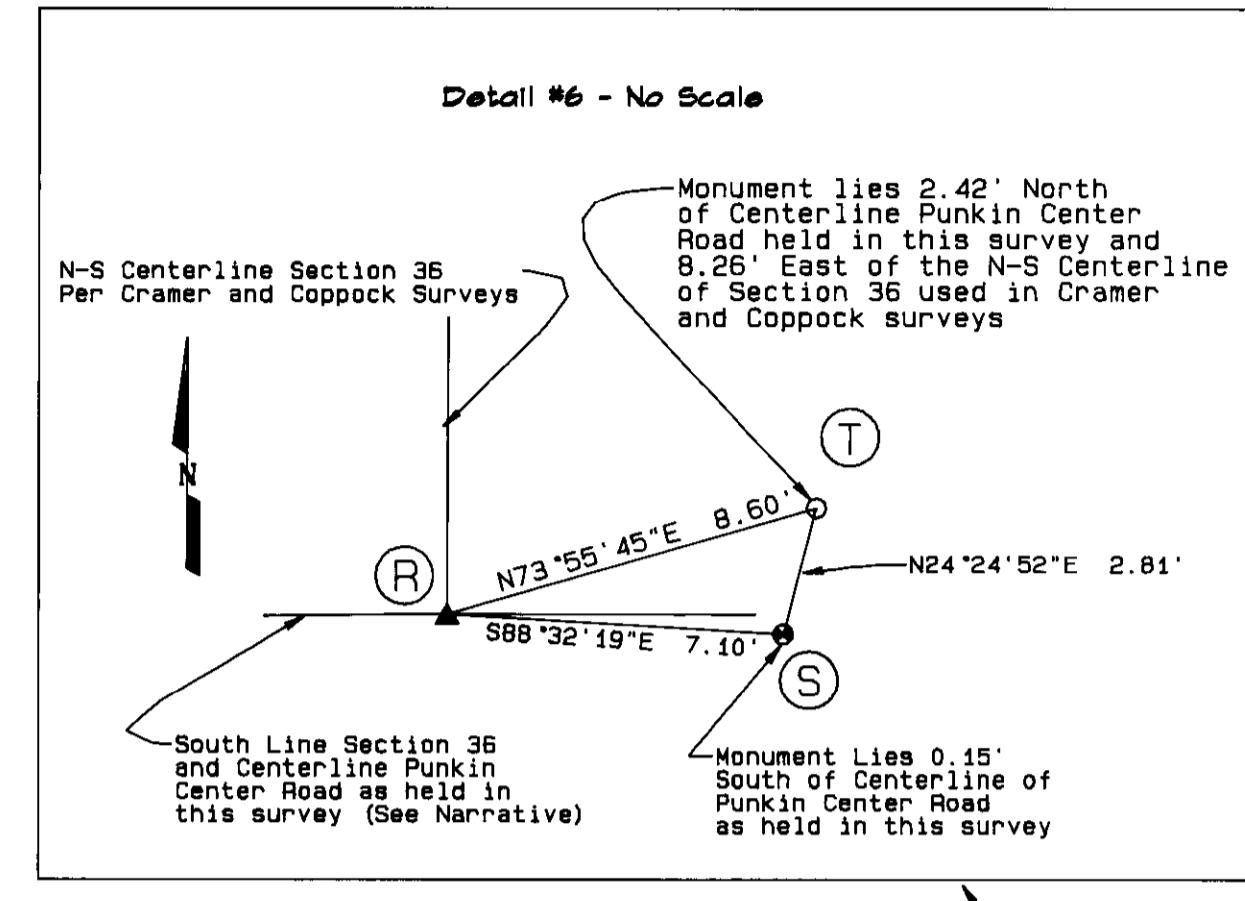 Detail #6 - No Scale
Monument lies 2.42' North
of Centerline Punkin Center
Road held in this survey and
8.26' East of the N-S Centerline
of Section 36 used in Cramer
and Coppock surveys
N-S Centerline Section 36
Per Cramer and Coppock Surveys
N
T
N73°55'45"E 8.60'
N24°24'52"E 2.81'
R
S88°32'19"E 7.10'
S
South Line Section 36
and Centerline Punkin
Center Road as held in
this survey (See Narrative)
Monument Lies 0.15'
South of Centerline of
Punkin Center Road
as held in this survey